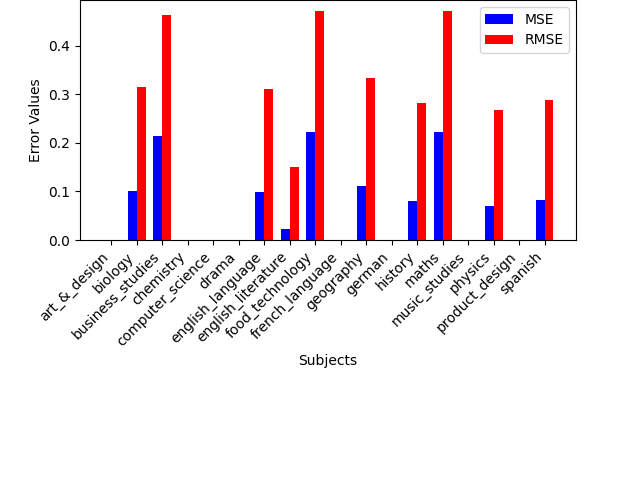 MSE
RMSE
Error Values
0.4
0.3
0.2
0.1
0.0
art_&_design
biology
business_studies
chemistry
computer_science
drama
english_language
english_literature
food_technology
french_language
geography
german
history
maths
music_studies
physics
product_design
spanish
Subjects